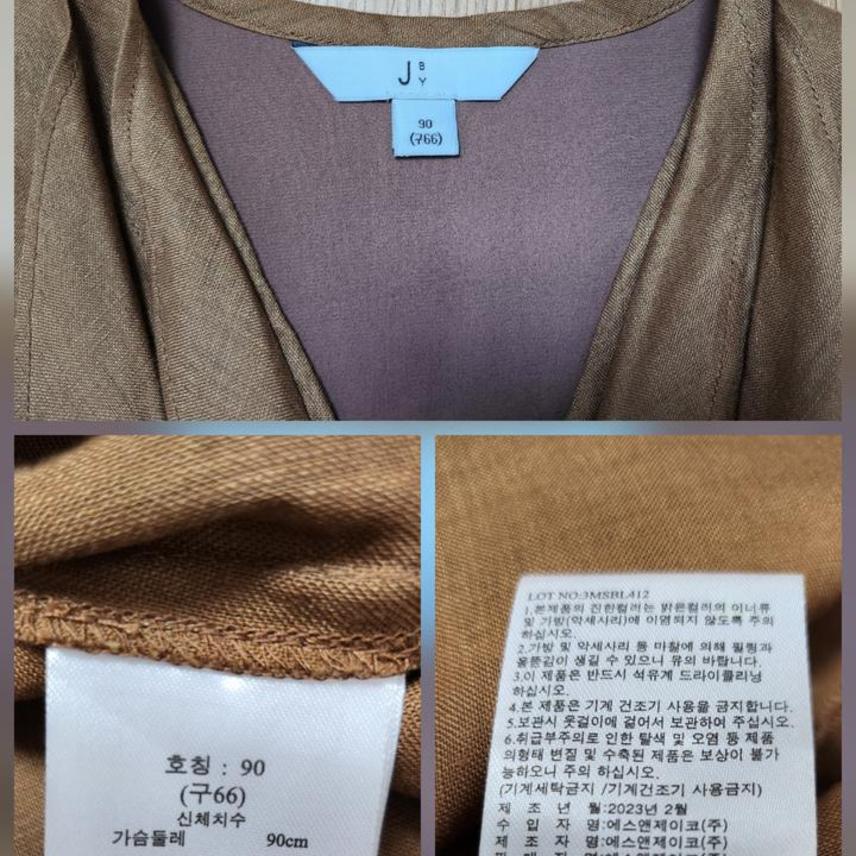 J BY
90
(구66)
호칭 : 90
(구66)
신체치수
가슴둘레 90cm
LOT NO:3MSBL412
1.본제품의 진한컬러는 밝은컬러의 이너류
및 가방(악세사리)에 이염되지 않도록 주의
하십시오.
2.가방 및 악세사리 등 마찰에 의해 필링과
올뜯김이 생길 수 있으니 유의 바랍니다.
3.이 제품은 반드시 석유계 드라이클리닝
하십시오.
4.본 제품은 기계 건조기 사용을 금지합니다.
5.보관시 옷걸이에 걸어서 보관하여 주십시오.
6.취급부주의로 인한 탈색 및 오염 등 제품
의형태 변질 및 수축된 제품은 보상이 불가
능하오니 주의 하십시오.
(기계세탁금지 /기계건조기 사용금지)
제 조 년 월:2023년 2월
수 입 자 명:에스앤제이코(주)
제 조 자 명:에스앤제이코(주)